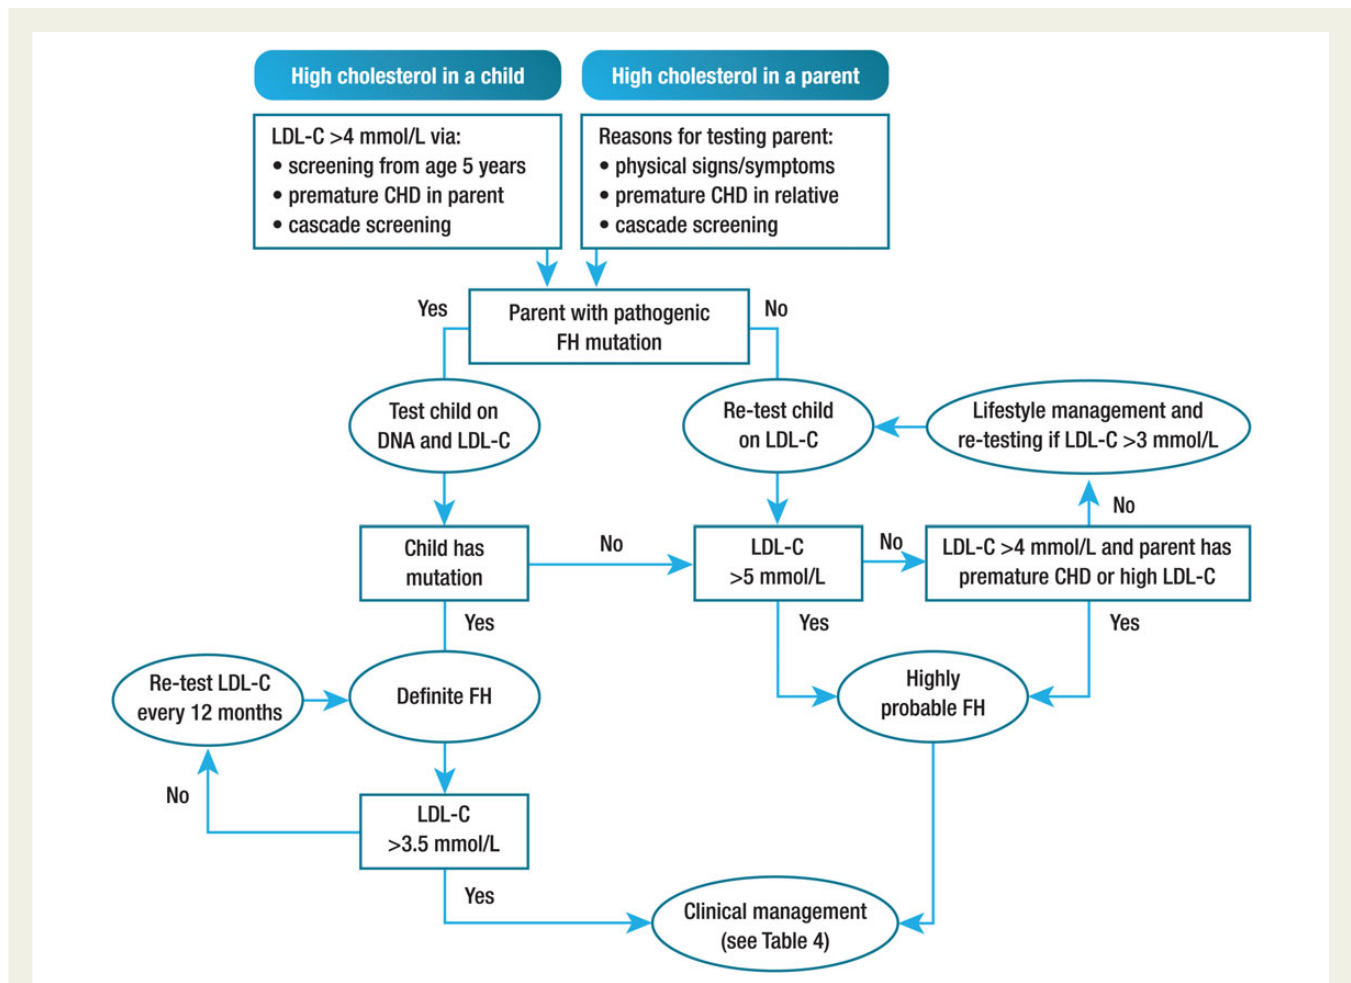 High cholesterol in a child
High cholesterol in a parent
LDL-C >4 mmol/L via:
• screening from age 5 years
• premature CHD in parent
• cascade screening
Reasons for testing parent:
• physical signs/symptoms
• premature CHD in relative
• cascade screening
Yes
Parent with pathogenic
FH mutation
No
Test child on
DNA and LDL-C
Re-test child
on LDL-C
Lifestyle management and
re-testing if LDL-C >3 mmol/L
No
Child has
mutation
No
LDL-C
>5 mmol/L
No
LDL-C >4 mmol/L and parent has
premature CHD or high LDL-C
Yes
Yes
Yes
Re-test LDL-C
every 12 months
Definite FH
Highly
probable FH
No
LDL-C
>3.5 mmol/L
Yes
Clinical management
(see Table 4)